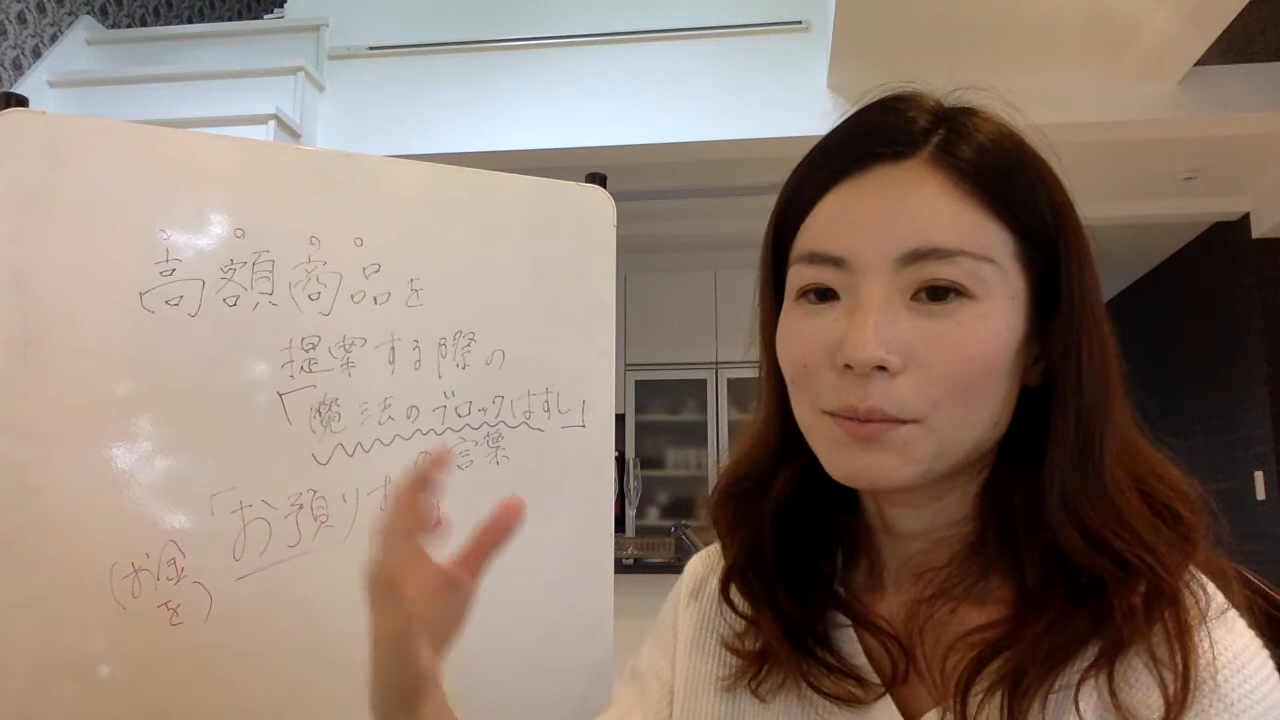 高額商品を
提案する際の
「魔法のブロックはずし」
の言葉
「お預り
(お金
を)